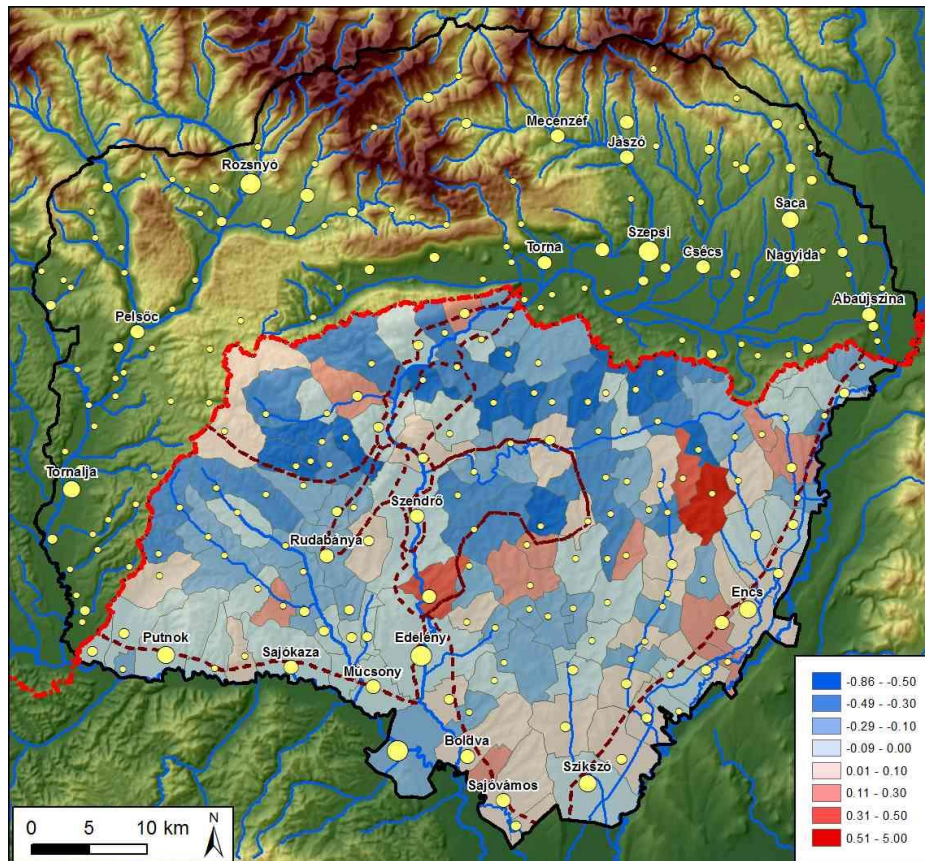 Mecenzéf
Jászó
Rozsnyó
Saca
Szepsi
Torna
Csécs
Nagyida
Abaújszina
Pelsőc
Tornalja
Szendrő
Rudabánya
Encs
Putnok
Edelény
Sajókaza
Múcsony
Boldva
Szikszó
Sajóvámos
-0.86 - -0.50
-0.49 - -0.30
-0.29 - -0.10
-0.09 - 0.00
0.01 - 0.10
0.11 - 0.30
0.31 - 0.50
0.51 - 5.00
0 5 10 km
N